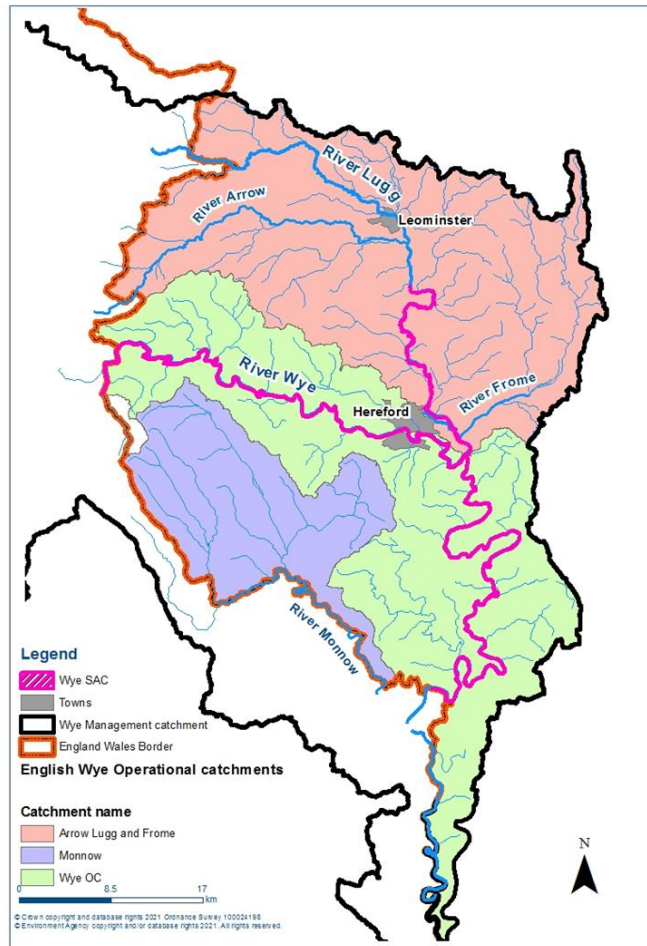 River Lugg
River Arrow
Leominster
River Wye
River Frome
Hereford
River Monnow
Legend
Wye SAC
Towns
Wye Management catchment
England Wales Border
English Wye Operational catchments
Catchment name
Arrow Lugg and Frome
Monnow
Wye OC
0 8.5 17
km
N
© Crown copyright and database rights 2021 Ordnance Survey 100024198
© Environment Agency copyright and/or database rights 2021. All rights reserved.